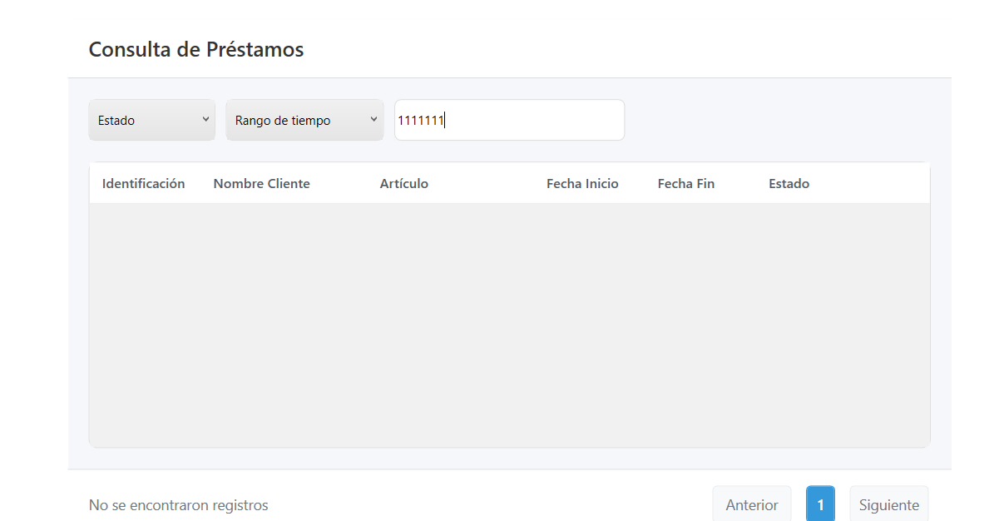 Consulta de Préstamos
Estado Rango de tiempo 1111111
Identificación Nombre Cliente Artículo Fecha Inicio Fecha Fin Estado
No se encontraron registros Anterior 1 Siguiente